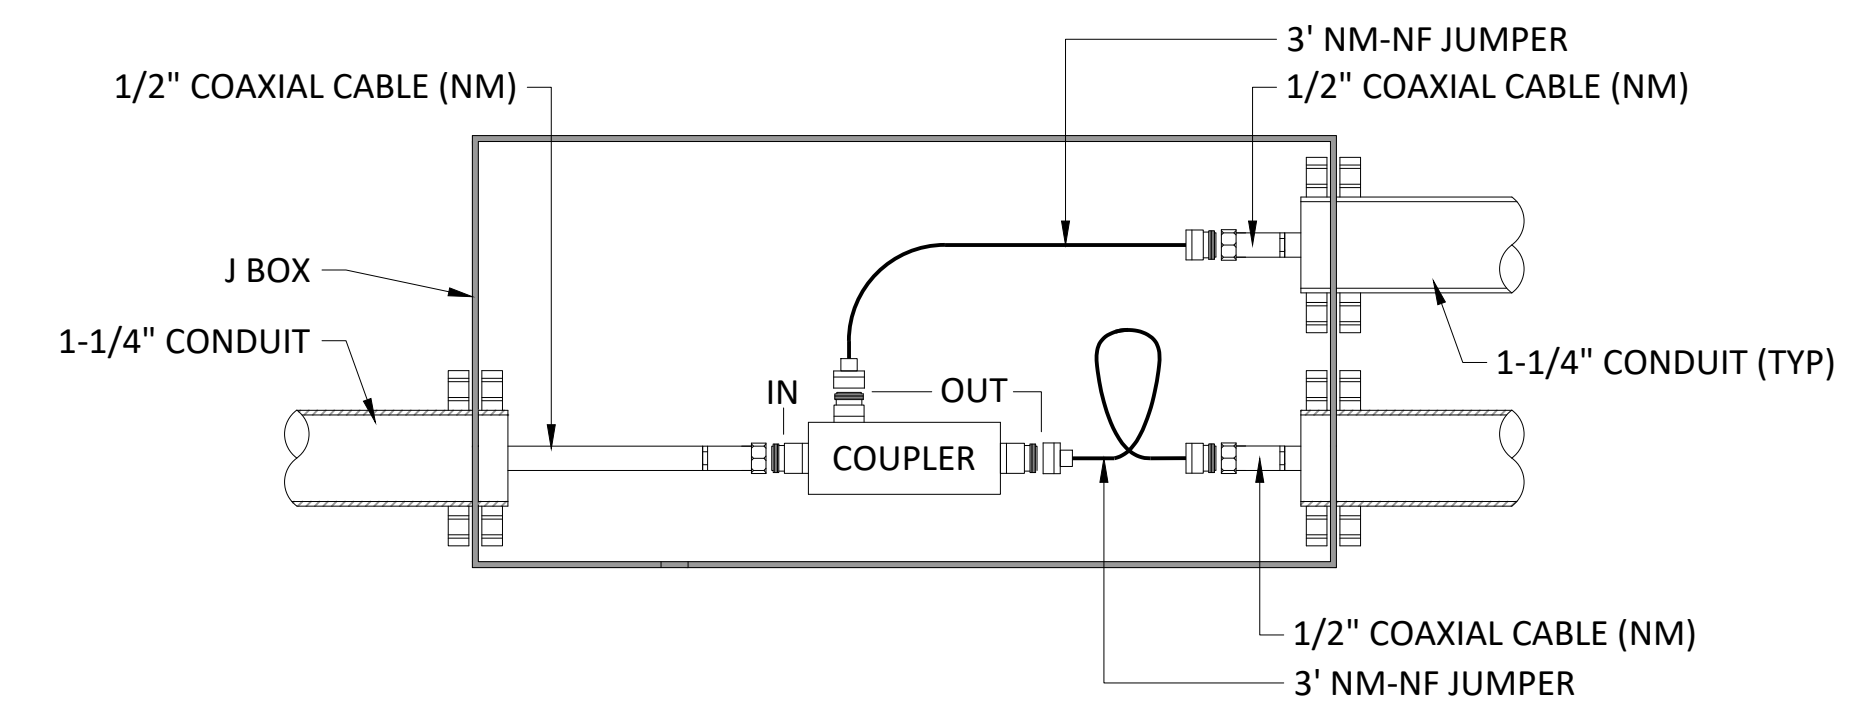 3' NM-NF JUMPER
1/2" COAXIAL CABLE (NM)
1/2" COAXIAL CABLE (NM)
J BOX
1-1/4" CONDUIT
1-1/4" CONDUIT (TYP)
IN
OUT
COUPLER
1/2" COAXIAL CABLE (NM)
3' NM-NF JUMPER